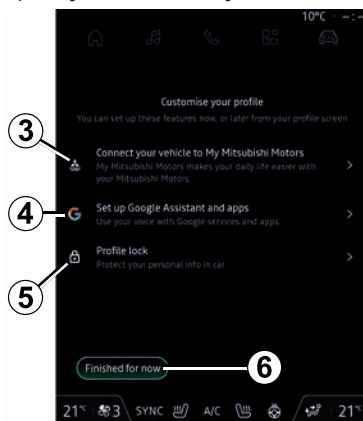 10°C - --:--
Customise your profile
You can set up these features now, or later from your profile screen
3
Connect your vehicle to My Mitsubishi Motors
My Mitsubishi Motors makes your daily life easier with
your Mitsubishi Motors.
4
Set up Google Assistant and apps
Use your voice with Google services and apps
5
Profile lock
Protect your personal info in car
Finished for now
6
21°C 3 SYNC A/C 21°C